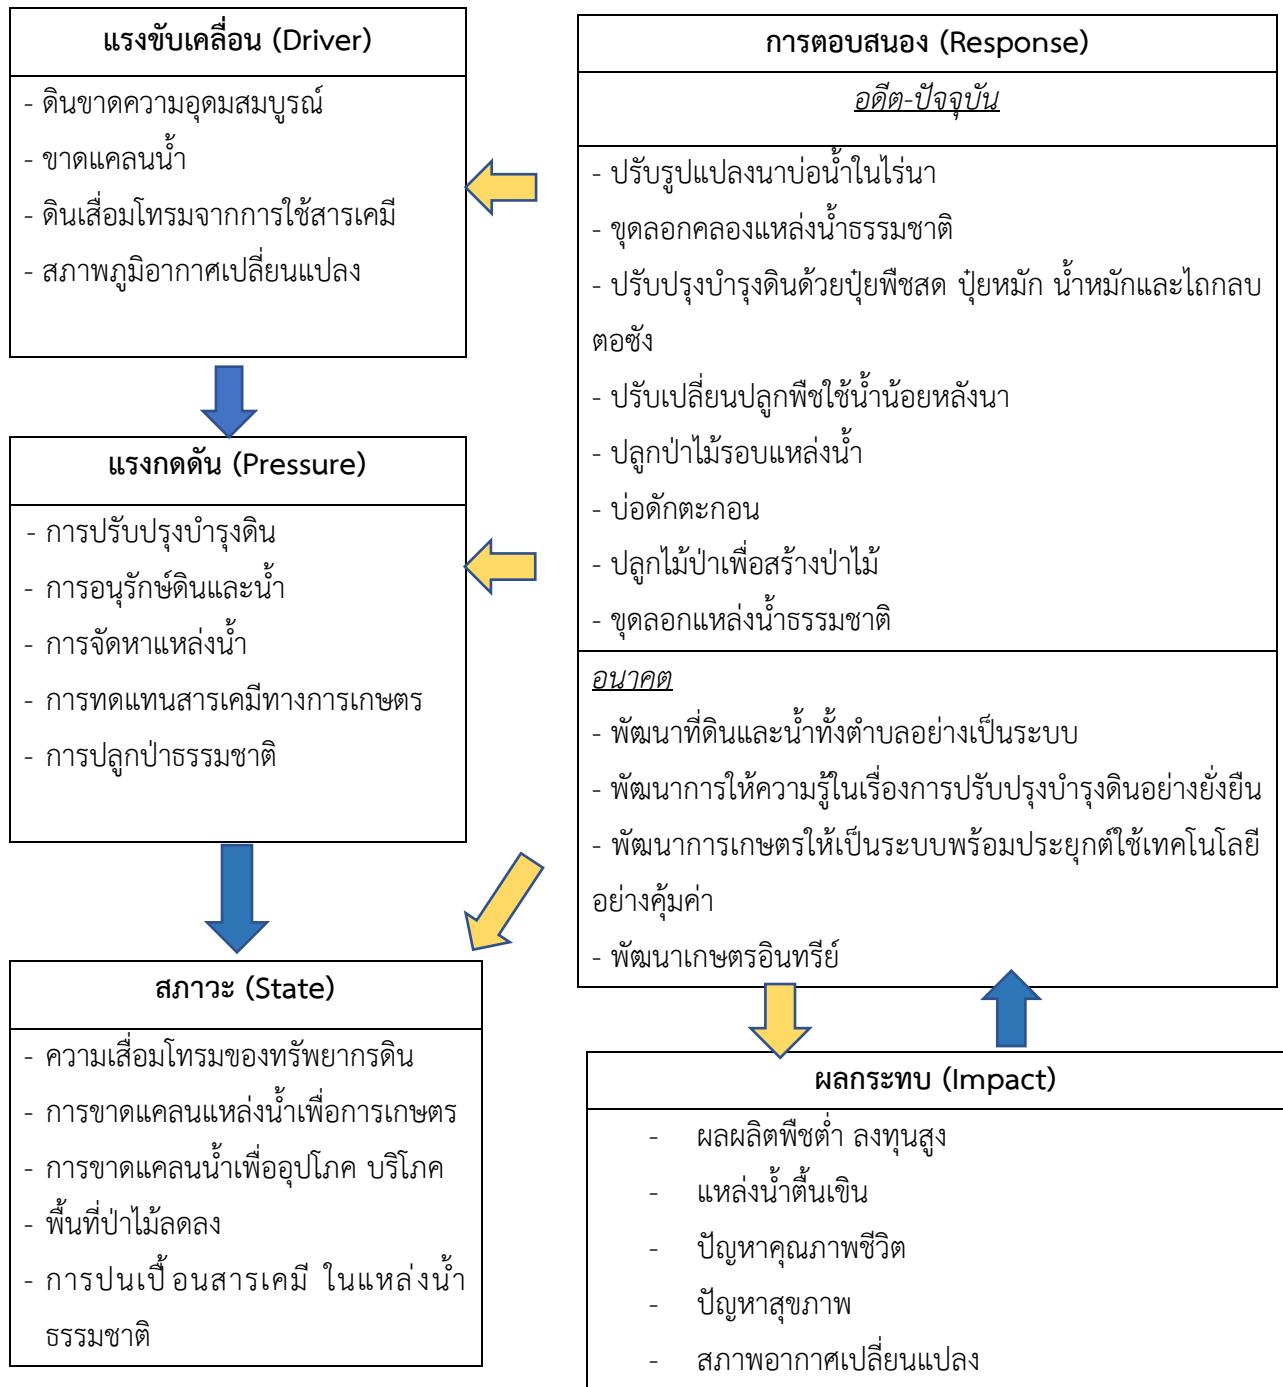 แรงขับเคลื่อน (Driver)
- ดินขาดความอุดมสมบูรณ์
- ขาดแคลนน้ำ
- ดินเสื่อมโทรมจากการใช้สารเคมี
- สภาพภูมิอากาศเปลี่ยนแปลง
แรงกดดัน (Pressure)
- การปรับปรุงบำรุงดิน
- การอนุรักษ์ดินและน้ำ
- การจัดหาแหล่งน้ำ
- การทดแทนสารเคมีทางการเกษตร
- การปลูกป่าธรรมชาติ
สภาวะ (State)
- ความเสื่อมโทรมของทรัพยากรดิน
- การขาดแคลนแหล่งน้ำเพื่อการเกษตร
- การขาดแคลนน้ำเพื่ออุปโภค บริโภค
- พื้นที่ป่าไม้ลดลง
- การปนเปื้อนสารเคมี ในแหล่งน้ำ
ธรรมชาติ
การตอบสนอง (Response)
อดีต-ปัจจุบัน
- ปรับรูปแปลงนาบ่อน้ำในไร่นา
- ขุดลอกคลองแหล่งน้ำธรรมชาติ
- ปรับปรุงบำรุงดินด้วยปุ๋ยพืชสด ปุ๋ยหมัก น้ำหมักและไถกลบ
ตอซัง
- ปรับเปลี่ยนปลูกพืชใช้น้ำน้อยหลังนา
- ปลูกป่าไม้รอบแหล่งน้ำ
- บ่อดักตะกอน
- ปลูกไม้ป่าเพื่อสร้างป่าไม้
- ขุดลอกแหล่งน้ำธรรมชาติ
อนาคต
- พัฒนาที่ดินและน้ำทั้งตำบลอย่างเป็นระบบ
- พัฒนาการให้ความรู้ในเรื่องการปรับปรุงบำรุงดินอย่างยั่งยืน
- พัฒนาการเกษตรให้เป็นระบบพร้อมประยุกต์ใช้เทคโนโลยี
อย่างคุ้มค่า
- พัฒนาเกษตรอินทรีย์
ผลกระทบ (Impact)
- ผลผลิตพืชต่ำ ลงทุนสูง
- แหล่งน้ำตื้นเขิน
- ปัญหาคุณภาพชีวิต
- ปัญหาสุขภาพ
- สภาพอากาศเปลี่ยนแปลง